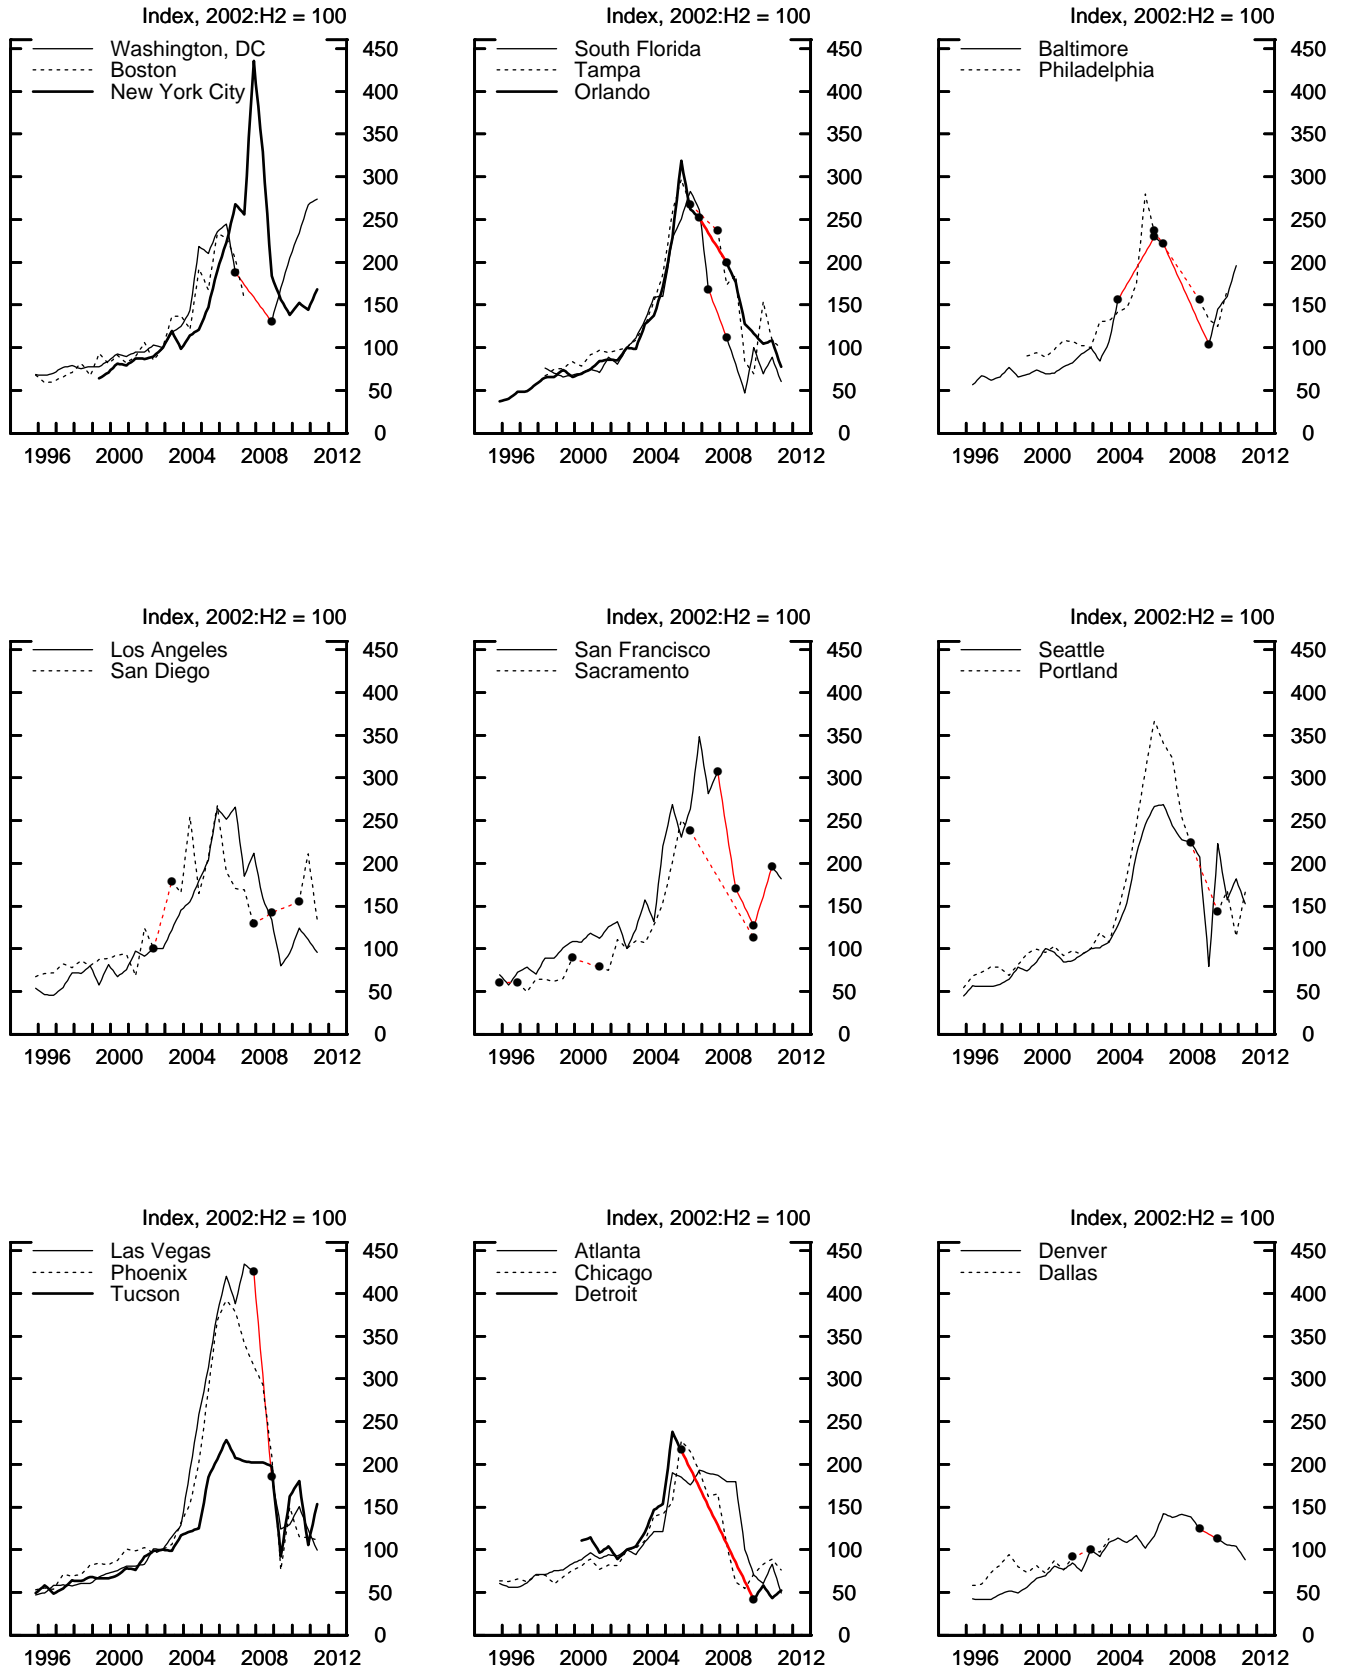 Index, 2002:H2 = 100
Washington, DC
Boston
New York City
450
400
350
300
250
200
150
100
50
0
1996 2000 2004 2008 2012
Index, 2002:H2 = 100
South Florida
Tampa
Orlando
450
400
350
300
250
200
150
100
50
0
1996 2000 2004 2008 2012
Index, 2002:H2 = 100
Baltimore
Philadelphia
450
400
350
300
250
200
150
100
50
0
1996 2000 2004 2008 2012
Index, 2002:H2 = 100
Los Angeles
San Diego
450
400
350
300
250
200
150
100
50
0
1996 2000 2004 2008 2012
Index, 2002:H2 = 100
San Francisco
Sacramento
450
400
350
300
250
200
150
100
50
0
1996 2000 2004 2008 2012
Index, 2002:H2 = 100
Seattle
Portland
450
400
350
300
250
200
150
100
50
0
1996 2000 2004 2008 2012
Index, 2002:H2 = 100
Las Vegas
Phoenix
Tucson
450
400
350
300
250
200
150
100
50
0
1996 2000 2004 2008 2012
Index, 2002:H2 = 100
Atlanta
Chicago
Detroit
450
400
350
300
250
200
150
100
50
0
1996 2000 2004 2008 2012
Index, 2002:H2 = 100
Denver
Dallas
450
400
350
300
250
200
150
100
50
0
1996 2000 2004 2008 2012